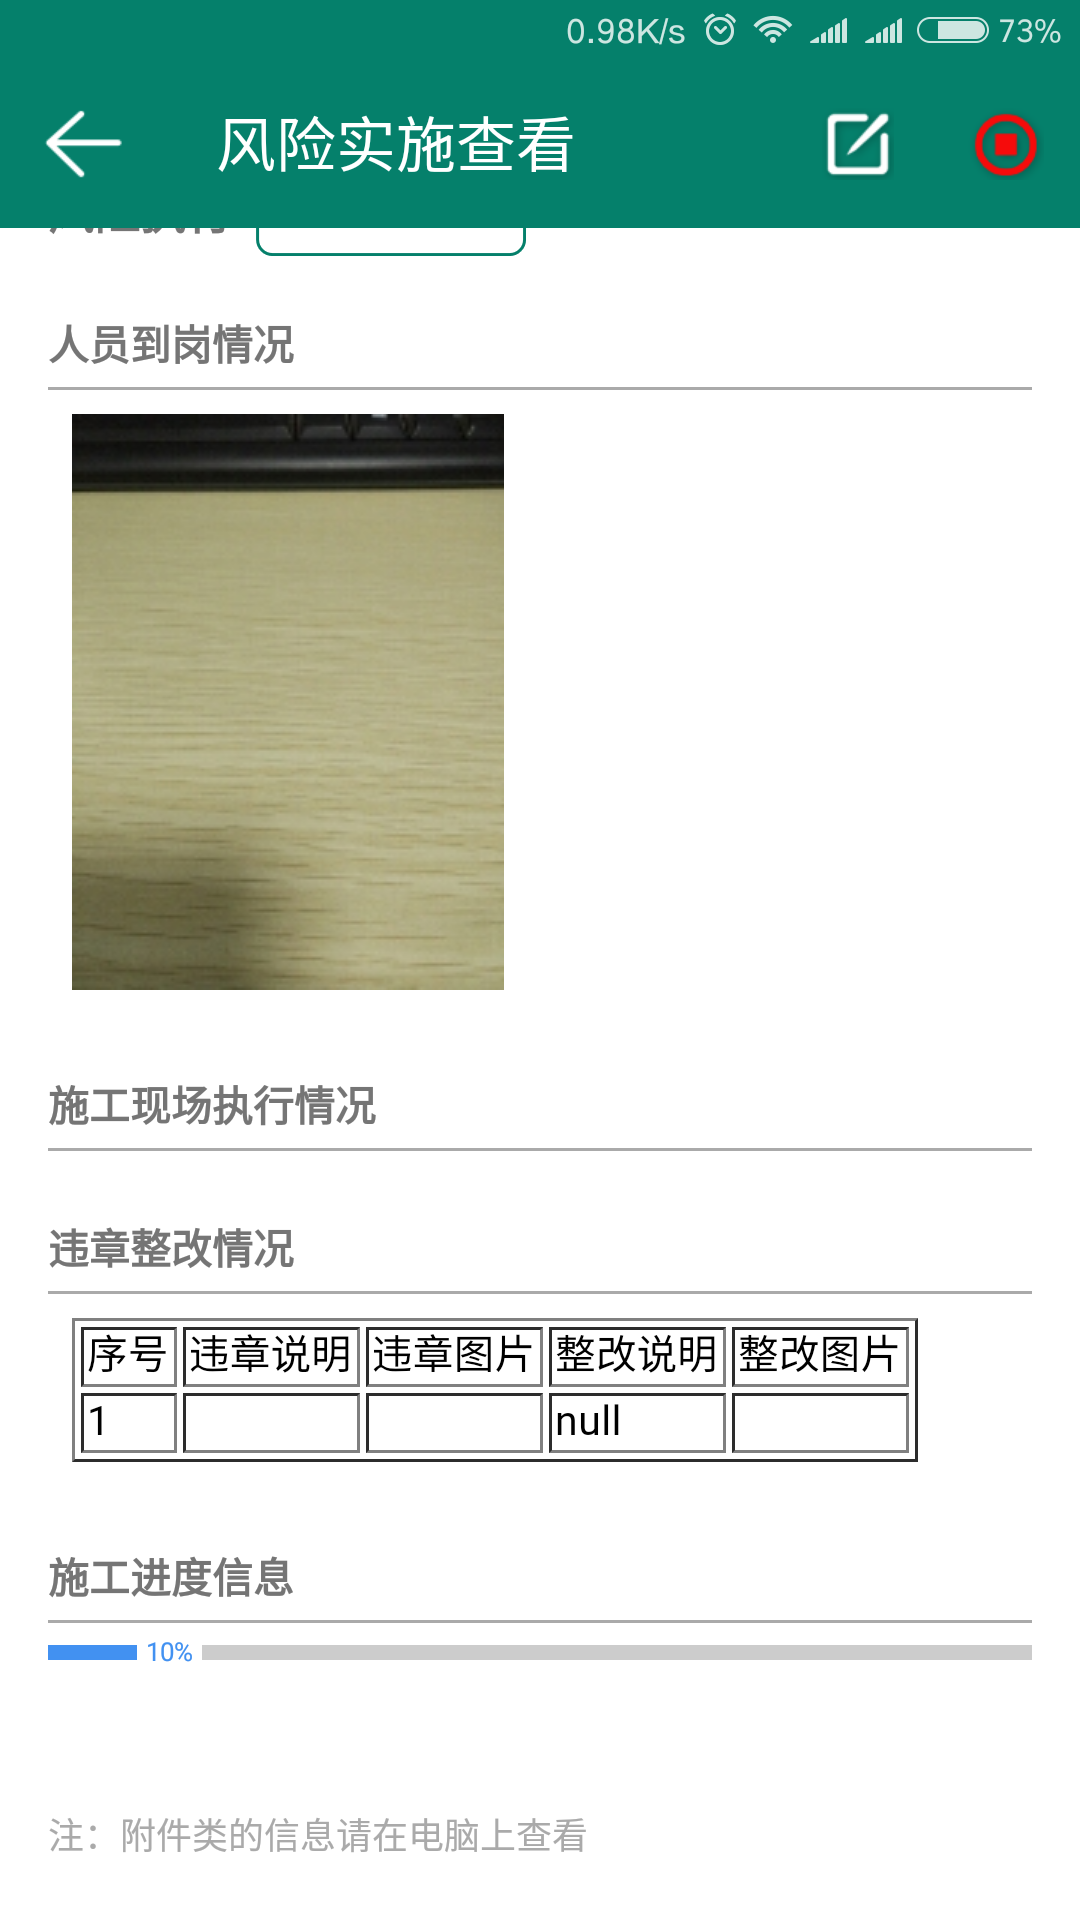 0.98K/s 73%
风险实施查看
人员到岗情况
施工现场执行情况
违章整改情况
序号 违章说明 违章图片 整改说明 整改图片
1 null
施工进度信息
10%
注：附件类的信息请在电脑上查看